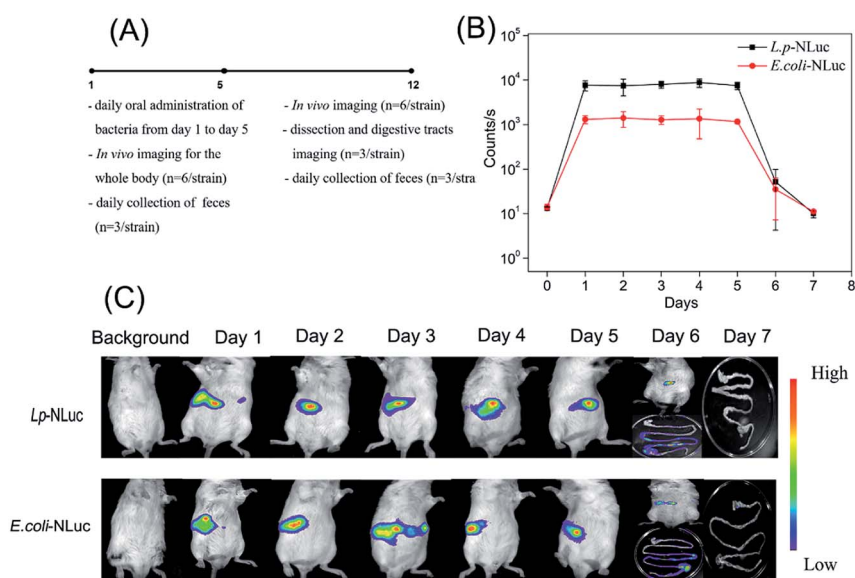 (A)
1 5 12
- daily oral administration of
bacteria from day 1 to day 5
- In vivo imaging for the
whole body (n=6/strain)
- daily collection of feces
(n=3/strain)
- In vivo imaging (n=6/strain)
- dissection and digestive tracts
imaging (n=3/strain)
- daily collection of feces (n=3/stra
(B)
10⁵
10⁴
10³
10²
10¹
10⁰
Counts/s
L.p-NLuc
E.coli-NLuc
0 1 2 3 4 5 6 7 8
Days
(C)
Background Day 1 Day 2 Day 3 Day 4 Day 5 Day 6 Day 7
Lp-NLuc
E.coli-NLuc
High
Low